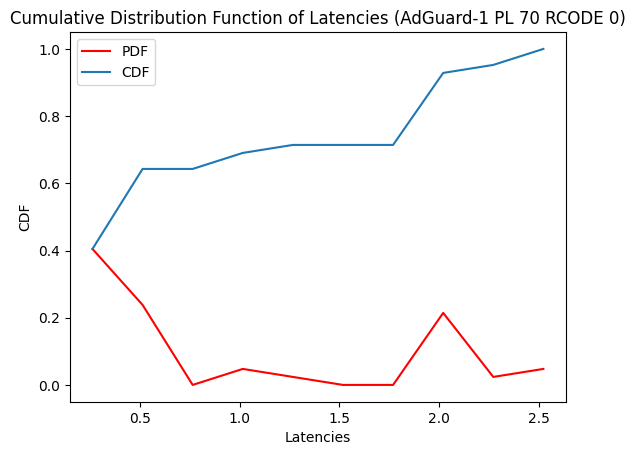 Cumulative Distribution Function of Latencies (AdGuard-1 PL 70 RCODE 0)
PDF
CDF
1.0
0.8
0.6
0.4
0.2
0.0
CDF
0.5
1.0
1.5
2.0
2.5
Latencies